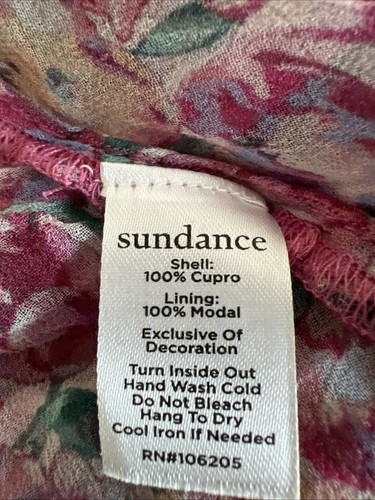 sundance
Shell:
100% Cupro
Lining:
100% Modal
Exclusive Of
Decoration
Turn Inside Out
Hand Wash Cold
Do Not Bleach
Hang To Dry
Cool Iron If Needed
RN#106205